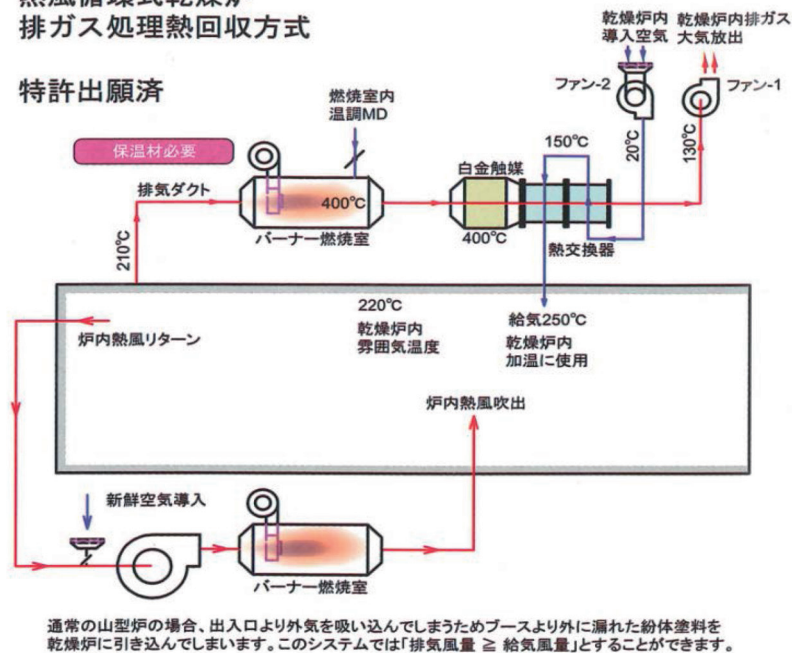 熱風循環式乾燥炉
排ガス処理熱回収方式
特許出願済
乾燥炉内
導入空気
乾燥炉内排ガス
大気放出
ファン-2
ファン-1
燃焼室内
温調MD
保温材必要
排気ダクト
400℃
バーナー燃焼室
白金触媒
400℃
150℃
20℃
130℃
熱交換器
210℃
220℃
乾燥炉内
雰囲気温度
給気250℃
乾燥炉内
加温に使用
炉内熱風リターン
炉内熱風吹出
新鮮空気導入
バーナー燃焼室
通常の山型炉の場合、出入口より外気を吸い込んでしまうためブースより外に漏れた紛体塗料を
乾燥炉に引き込んでしまいます。このシステムでは「排気風量 ≧ 給気風量」とすることができます。